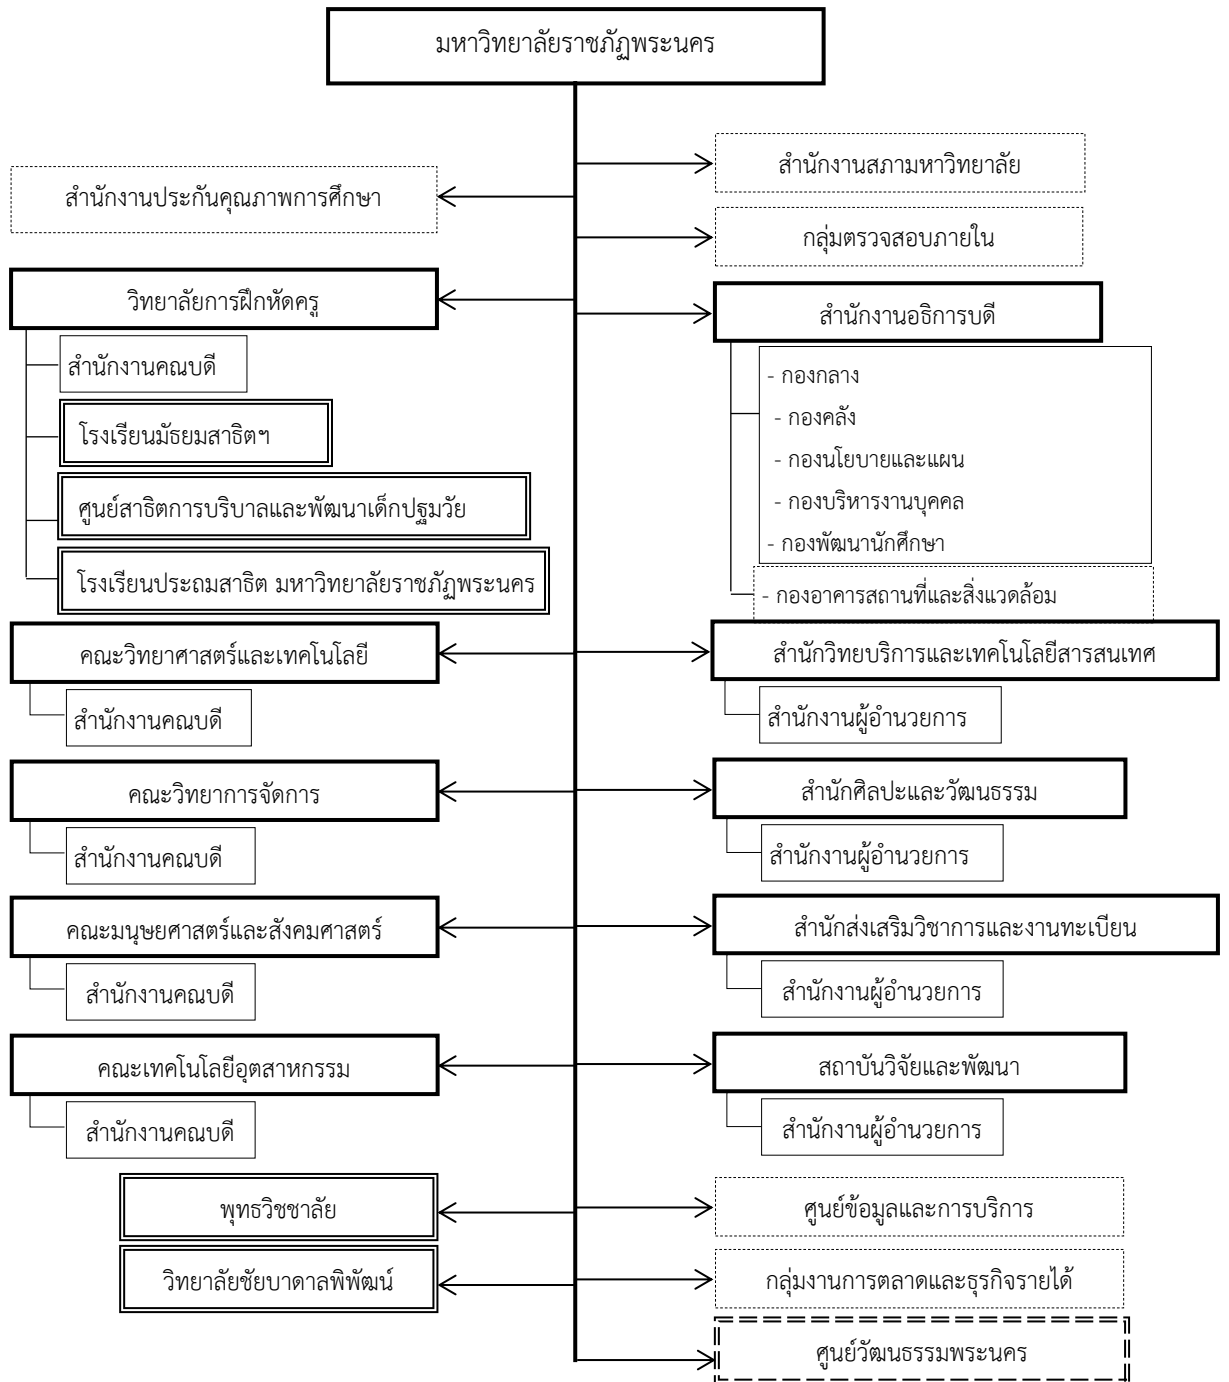 มหาวิทยาลัยราชภัฏพระนคร
สำนักงานประกันคุณภาพการศึกษา
วิทยาลัยการฝึกหัดครู
สำนักงานคณบดี
โรงเรียนมัธยมสาธิตฯ
ศูนย์สาธิตการบริบาลและพัฒนาเด็กปฐมวัย
โรงเรียนประถมสาธิต มหาวิทยาลัยราชภัฏพระนคร
คณะวิทยาศาสตร์และเทคโนโลยี
สำนักงานคณบดี
คณะวิทยาการจัดการ
สำนักงานคณบดี
คณะมนุษยศาสตร์และสังคมศาสตร์
สำนักงานคณบดี
คณะเทคโนโลยีอุตสาหกรรม
สำนักงานคณบดี
พุทธวิชชาลัย
วิทยาลัยชัยบาดาลพิพัฒน์
สำนักงานสภามหาวิทยาลัย
กลุ่มตรวจสอบภายใน
สำนักงานอธิการบดี
- กองกลาง
- กองคลัง
- กองนโยบายและแผน
- กองบริหารงานบุคคล
- กองพัฒนานักศึกษา
- กองอาคารสถานที่และสิ่งแวดล้อม
สำนักวิทยบริการและเทคโนโลยีสารสนเทศ
สำนักงานผู้อำนวยการ
สำนักศิลปะและวัฒนธรรม
สำนักงานผู้อำนวยการ
สำนักส่งเสริมวิชาการและงานทะเบียน
สำนักงานผู้อำนวยการ
สถาบันวิจัยและพัฒนา
สำนักงานผู้อำนวยการ
ศูนย์ข้อมูลและการบริการ
กลุ่มงานการตลาดและธุรกิจรายได้
ศูนย์วัฒนธรรมพระนคร